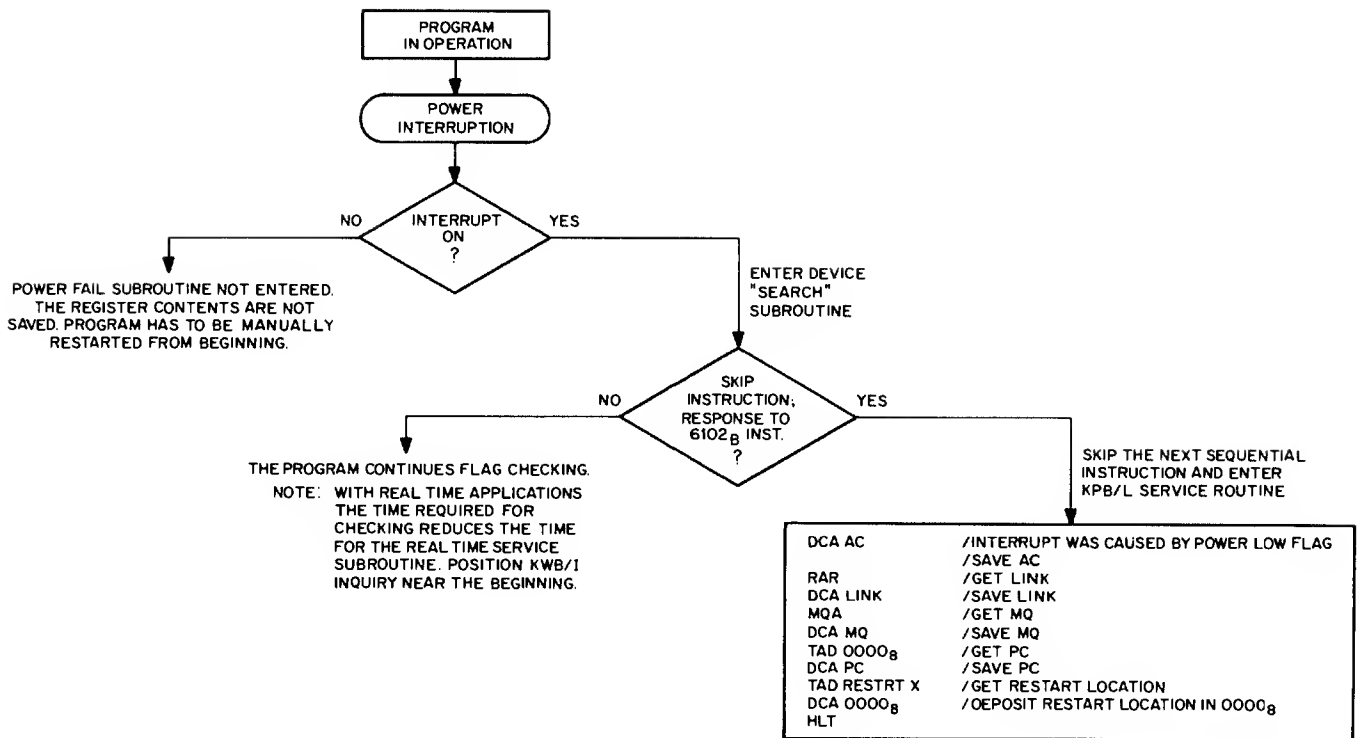 PROGRAM
IN OPERATION
POWER
INTERRUPTION
NO
INTERRUPT
ON
?
YES
POWER FAIL SUBROUTINE NOT ENTERED.
THE REGISTER CONTENTS ARE NOT
SAVED. PROGRAM HAS TO BE MANUALLY
RESTARTED FROM BEGINNING.
ENTER DEVICE
"SEARCH"
SUBROUTINE
NO
SKIP
INSTRUCTION;
RESPONSE TO
6102₈ INST.
?
YES
THE PROGRAM CONTINUES FLAG CHECKING.
NOTE: WITH REAL TIME APPLICATIONS
THE TIME REQUIRED FOR
CHECKING REDUCES THE TIME
FOR THE REAL TIME SERVICE
SUBROUTINE. POSITION KWB/I
INQUIRY NEAR THE BEGINNING.
SKIP THE NEXT SEQUENTIAL
INSTRUCTION AND ENTER
KPB/L SERVICE ROUTINE
DCA AC /INTERRUPT WAS CAUSED BY POWER LOW FLAG
/SAVE AC
RAR /GET LINK
DCA LINK /SAVE LINK
MQA /GET MQ
DCA MQ /SAVE MQ
TAD 0000₈ /GET PC
DCA PC /SAVE PC
TAD RESTRT X /GET RESTART LOCATION
DCA 0000₈ /OEPOSIT RESTART LOCATION IN 0000₈
HLT